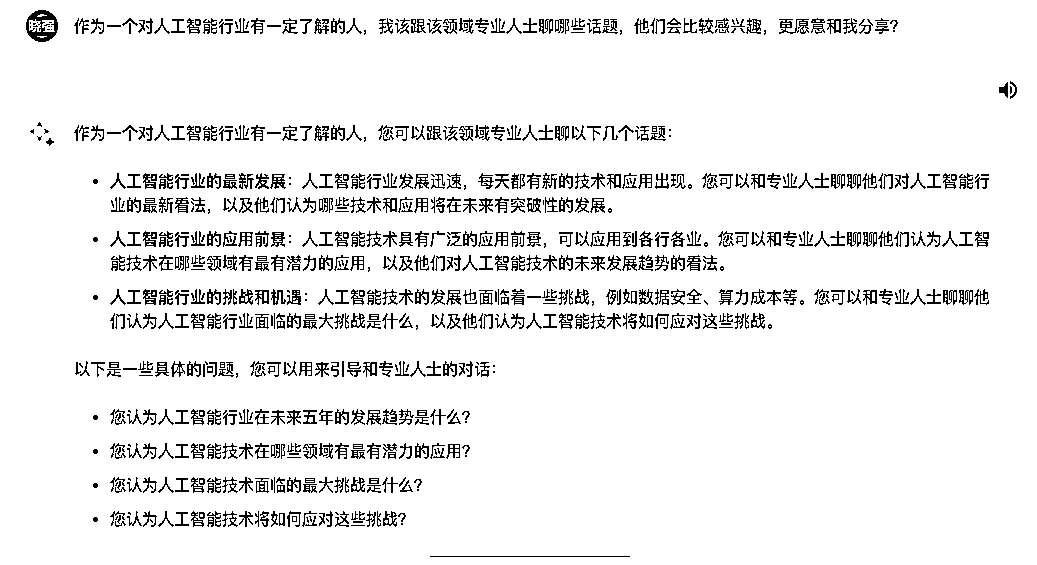 晓强
作为一个对人工智能行业有一定了解的人，我该跟该领域专业人士聊哪些话题，他们会比较感兴趣，更愿意和我分享？
作为一个对人工智能行业有一定了解的人，您可以跟该领域专业人士聊以下几个话题：
• 人工智能行业的最新发展：人工智能行业发展迅速，每天都有新的技术和应用出现。您可以和专业人士聊聊他们对人工智能行
业的最新看法，以及他们认为哪些技术和应用将在未来有突破性的发展。
• 人工智能行业的应用前景：人工智能技术具有广泛的应用前景，可以应用到各行各业。您可以和专业人士聊聊他们认为人工智
能技术在哪些领域有最有潜力的应用，以及他们对人工智能技术的未来发展趋势的看法。
• 人工智能行业的挑战和机遇：人工智能技术的发展也面临着一些挑战，例如数据安全、算力成本等。您可以和专业人士聊聊他
们认为人工智能行业面临的最大挑战是什么，以及他们认为人工智能技术将如何应对这些挑战。
以下是一些具体的问题，您可以用来引导和专业人士的对话：
• 您认为人工智能行业在未来五年的发展趋势是什么？
• 您认为人工智能技术在哪些领域有最有潜力的应用？
• 您认为人工智能技术面临的最大挑战是什么？
• 您认为人工智能技术将如何应对这些挑战？